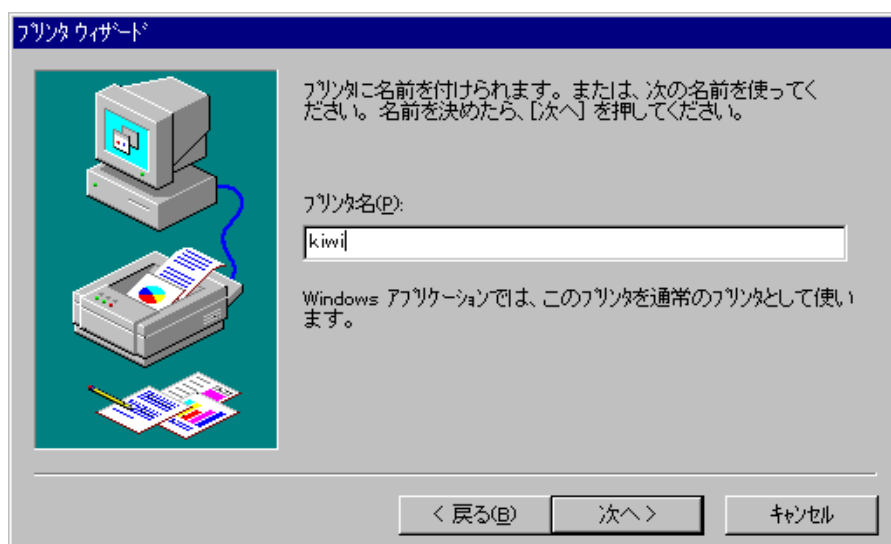 プリンタ ウィザード
プリンタに名前を付けられます。または、次の名前を使ってく
ださい。名前を決めたら、[次へ] を押してください。
プリンタ名(P):
kiwi
Windows アプリケーションでは、このプリンタを通常のプリンタとして使い
ます。
< 戻る(B)
次へ >
キャンセル